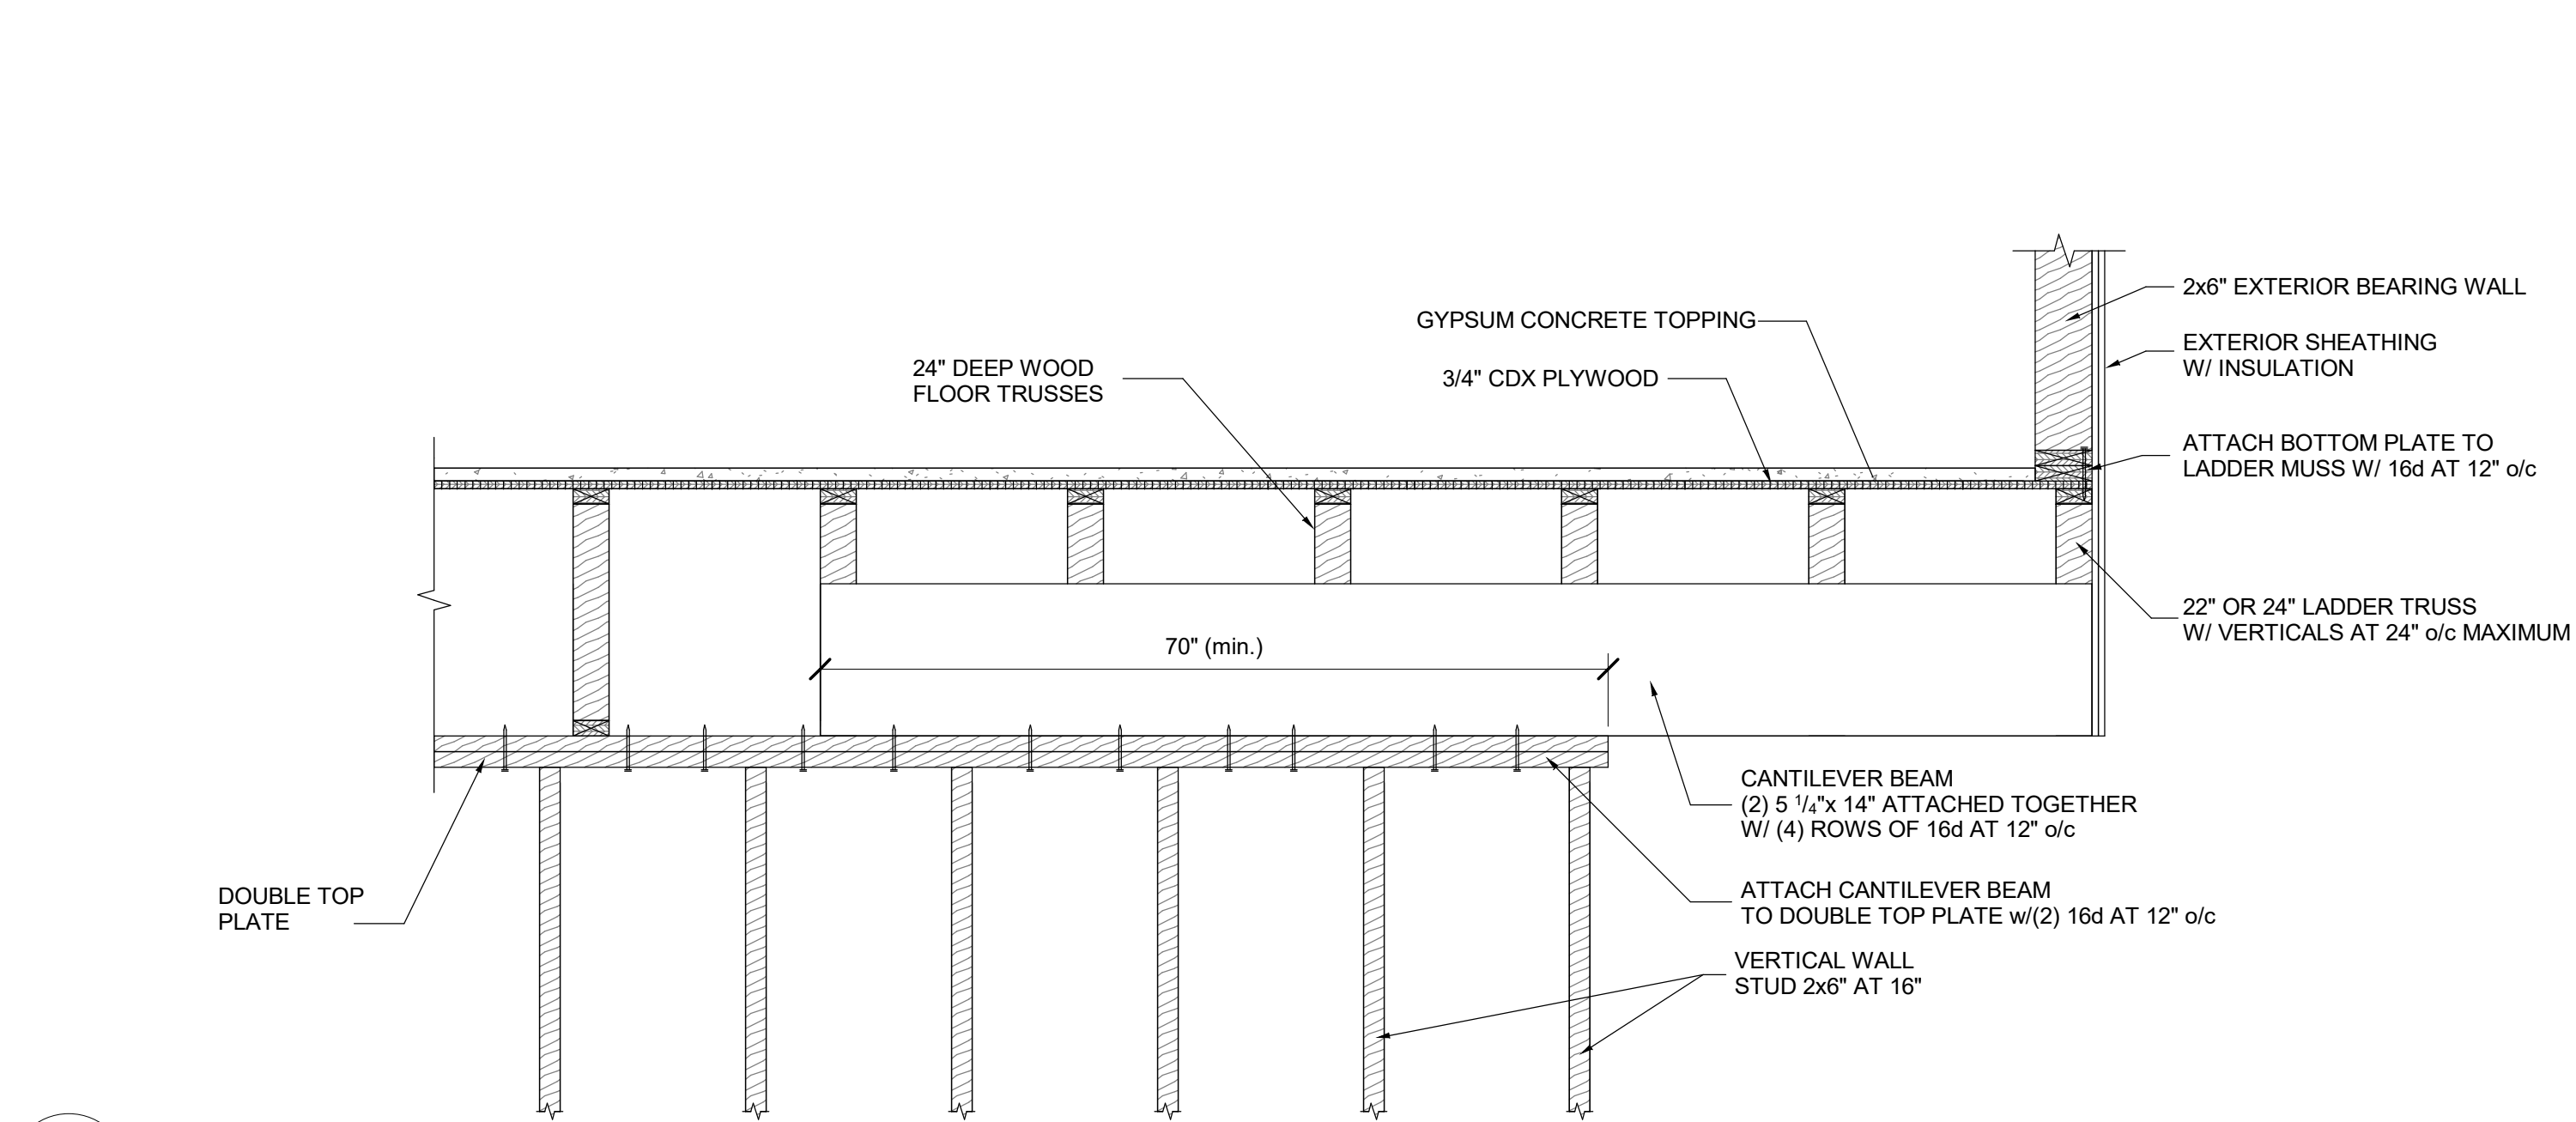 2x6" EXTERIOR BEARING WALL
GYPSUM CONCRETE TOPPING
EXTERIOR SHEATHING
W/ INSULATION
24" DEEP WOOD
FLOOR TRUSSES
3/4" CDX PLYWOOD
ATTACH BOTTOM PLATE TO
LADDER MUSS W/ 16d AT 12" o/c
22" OR 24" LADDER TRUSS
W/ VERTICALS AT 24" o/c MAXIMUM
70" (min.)
CANTILEVER BEAM
(2) 5 1/4"x 14" ATTACHED TOGETHER
W/ (4) ROWS OF 16d AT 12" o/c
DOUBLE TOP
PLATE
ATTACH CANTILEVER BEAM
TO DOUBLE TOP PLATE w/(2) 16d AT 12" o/c
VERTICAL WALL
STUD 2x6" AT 16"